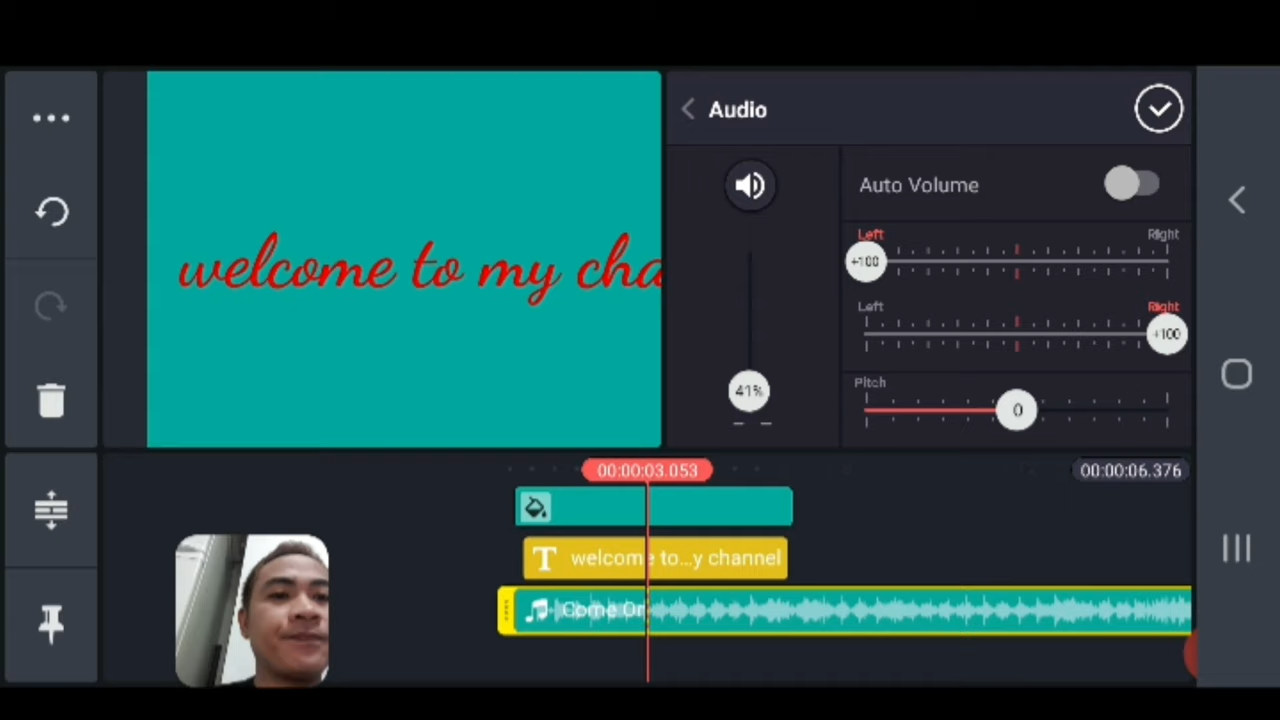 welcome to my cha
Audio
Auto Volume
Left
Right
+100
Left
Right
+100
Pitch
0
41%
00:00:03.053
00:00:06.376
T
welcome to...y channel
Come On